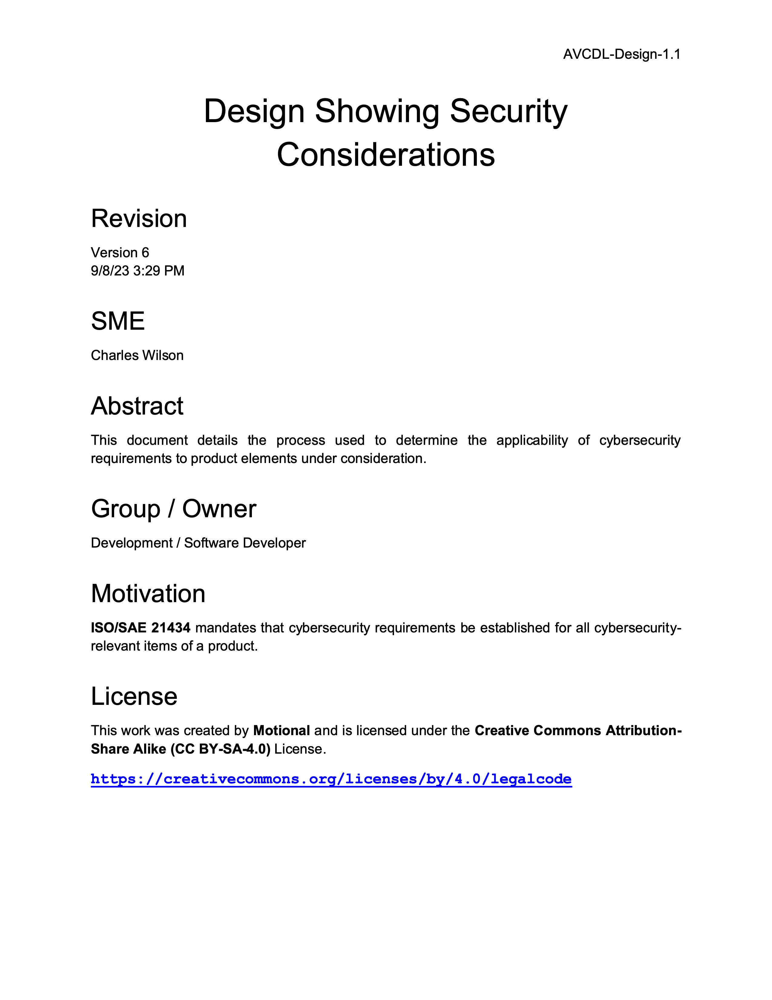 AVCDL-Design-1.1
Design Showing Security
Considerations
Revision
Version 6
9/8/23 3:29 PM
SME
Charles Wilson
Abstract
This document details the process used to determine the applicability of cybersecurity
requirements to product elements under consideration.
Group / Owner
Development / Software Developer
Motivation
ISO/SAE 21434 mandates that cybersecurity requirements be established for all cybersecurity-
relevant items of a product.
License
This work was created by Motional and is licensed under the Creative Commons Attribution-
Share Alike (CC BY-SA-4.0) License.
https://creativecommons.org/licenses/by/4.0/legalcode